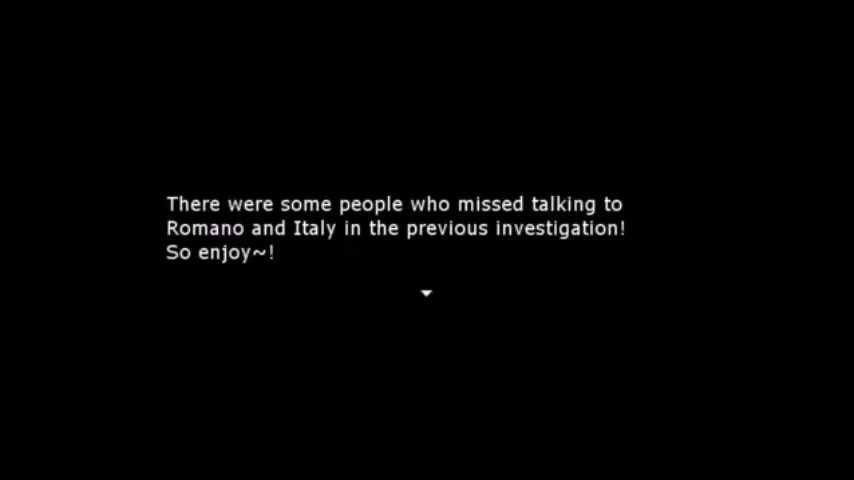 There were some people who missed talking to
Romano and Italy in the previous investigation!
So enjoy~!